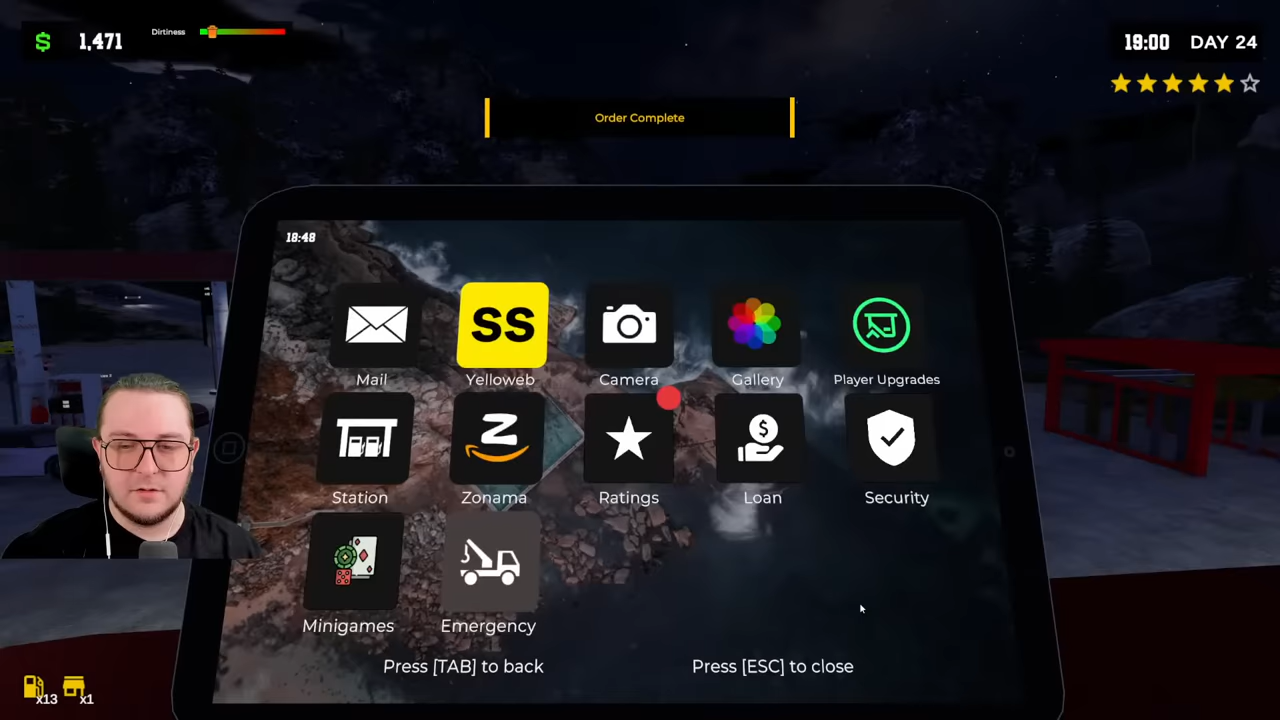 $ 1,471
Dirtiness
19:00 DAY 24
Order Complete
18:48
SS
Mail
Yelloweb
Camera
Gallery
Player Upgrades
Z
$
Station
Zonama
Ratings
Loan
Security
Minigames
Emergency
Press [TAB] to back
Press [ESC] to close
x13
x1